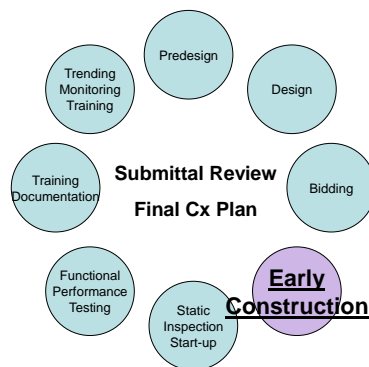 Predesign
Design
Bidding
Early
Construction
Static
Inspection
Start-up
Functional
Performance
Testing
Training
Documentation
Trending
Monitoring
Training
Submittal Review
Final Cx Plan